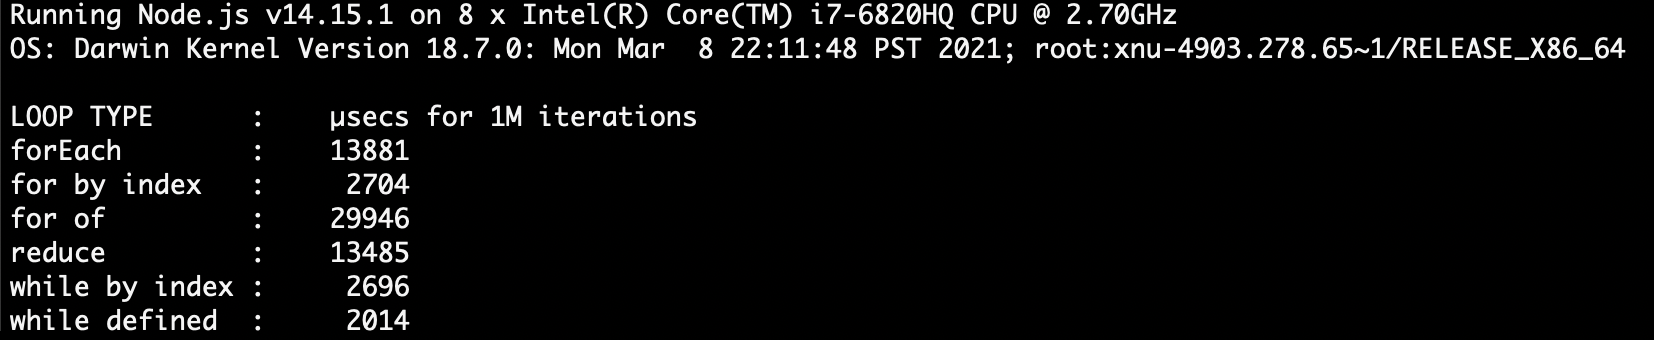 Running Node.js v14.15.1 on 8 x Intel(R) Core(TM) i7-6820HQ CPU @ 2.70GHz
OS: Darwin Kernel Version 18.7.0: Mon Mar  8 22:11:48 PST 2021; root:xnu-4903.278.65~1/RELEASE_X86_64
LOOP TYPE      :    µsecs for 1M iterations
forEach        :    13881
for by index   :     2704
for of         :    29946
reduce         :    13485
while by index :     2696
while defined  :     2014